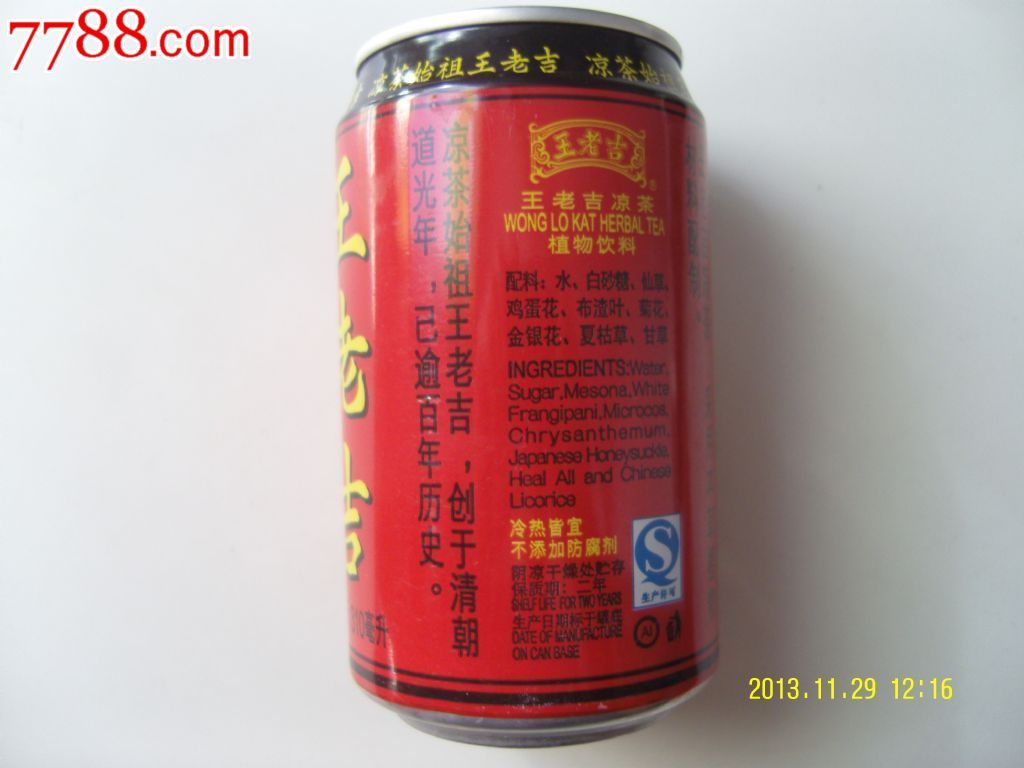 7788.com
凉茶始祖王老吉 凉茶始祖
王老吉
310毫升
凉茶始祖王老吉，创于清朝
道光年，已逾百年历史。
王老吉
®
王老吉凉茶
WONG LO KAT HERBAL TEA
植物饮料
配料：水、白砂糖、仙草、
鸡蛋花、布渣叶、菊花、
金银花、夏枯草、甘草
INGREDIENTS:Water,
Sugar,Mesona,White
Frangipani,Microcos,
Chrysanthemum,
Japanese Honeysuckle,
Heal All and Chinese
Licorice
冷热皆宜
不添加防腐剂
阴凉干燥处贮存
保质期：二年
SHELF LIFE FOR TWO YEARS
生产日期标于罐底
DATE OF MANUFACTURE
ON CAN BASE
生产许可
Al
2013.11.29 12:16